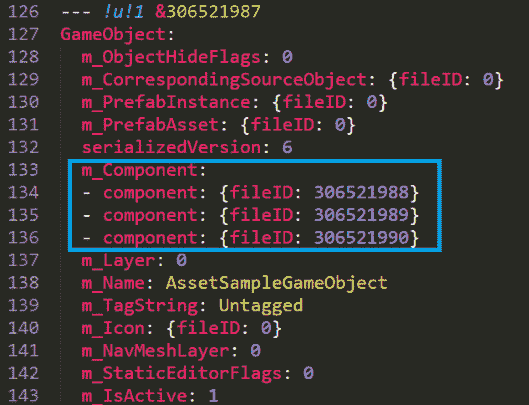 126 --- !u!1 &306521987
127 GameObject:
128 m_ObjectHideFlags: 0
129 m_CorrespondingSourceObject: {fileID: 0}
130 m_PrefabInstance: {fileID: 0}
131 m_PrefabAsset: {fileID: 0}
132 serializedVersion: 6
133 m_Component:
134 - component: {fileID: 306521988}
135 - component: {fileID: 306521989}
136 - component: {fileID: 306521990}
137 m_Layer: 0
138 m_Name: AssetSampleGameObject
139 m_TagString: Untagged
140 m_Icon: {fileID: 0}
141 m_NavMeshLayer: 0
142 m_StaticEditorFlags: 0
143 m_IsActive: 1